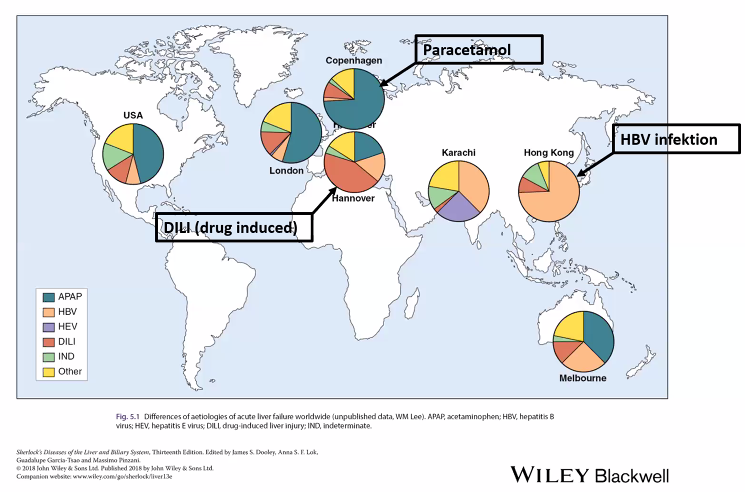 Paracetamol
Copenhagen
USA
HBV infektion
London
Hannover
Karachi
Hong Kong
DILI (drug induced)
APAP
HBV
HEV
DILI
IND
Other
Melbourne
Fig. 5.1 Differences of aetiologies of acute liver failure worldwide (unpublished data, WM Lee). APAP, acetaminophen; HBV, hepatitis B
virus; HEV, hepatitis E virus; DILI, drug-induced liver injury; IND, indeterminate.
Sherlock's Diseases of the Liver and Biliary System, Thirteenth Edition. Edited by James S. Dooley, Anna S. F. Lok,
Guadalupe Garcia-Tsao and Massimo Pinzani.
© 2018 John Wiley & Sons Ltd. Published 2018 by John Wiley & Sons Ltd.
Companion website: www.wiley.com/go/sherlock/liver13e
WILEY Blackwell